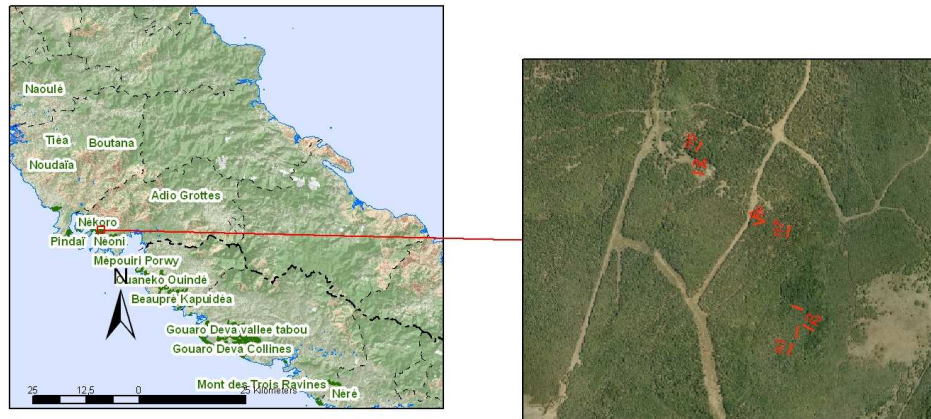 Naoulé
Tiéa
Boutana
Noudaïa
Adio Grottes
Nékoro
Pindaï
Néoni
Mépouiri Porwy
N
Ouaneko Ouindé
Beaupré Kapuidéa
Gouaro Deva vallee tabou
Gouaro Deva Collines
Mont des Trois Ravines
Néré
25 12,5 0 25 Kilometers